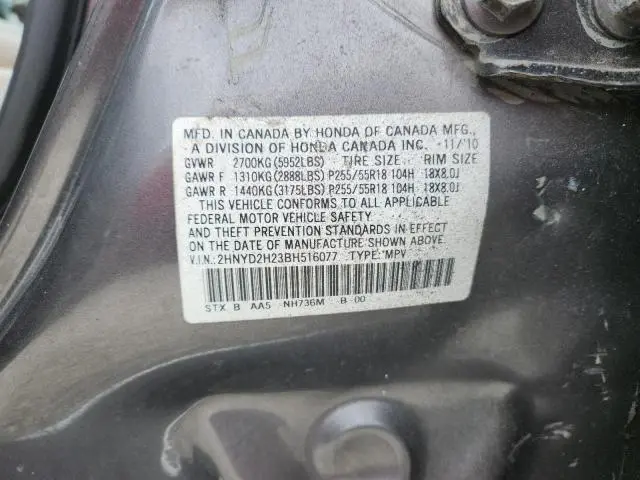 MFD. IN CANADA BY HONDA OF CANADA MFG.,
A DIVISION OF HONDA CANADA INC. 11/10
GVWR 2700KG(5952LBS) TIRE SIZE RIM SIZE
GAWR F 1310KG(2888LBS) P255/55R18 104H 18X8.0J
GAWR R 1440KG(3175LBS) P255/55R18 104H 18X8.0J
THIS VEHICLE CONFORMS TO ALL APPLICABLE
FEDERAL MOTOR VEHICLE SAFETY
AND THEFT PREVENTION STANDARDS IN EFFECT
ON THE DATE OF MANUFACTURE SHOWN ABOVE.
V.I.N.: 2HNYD2H23BH516077 TYPE: MPV
STX B AA5 NH736M B 00